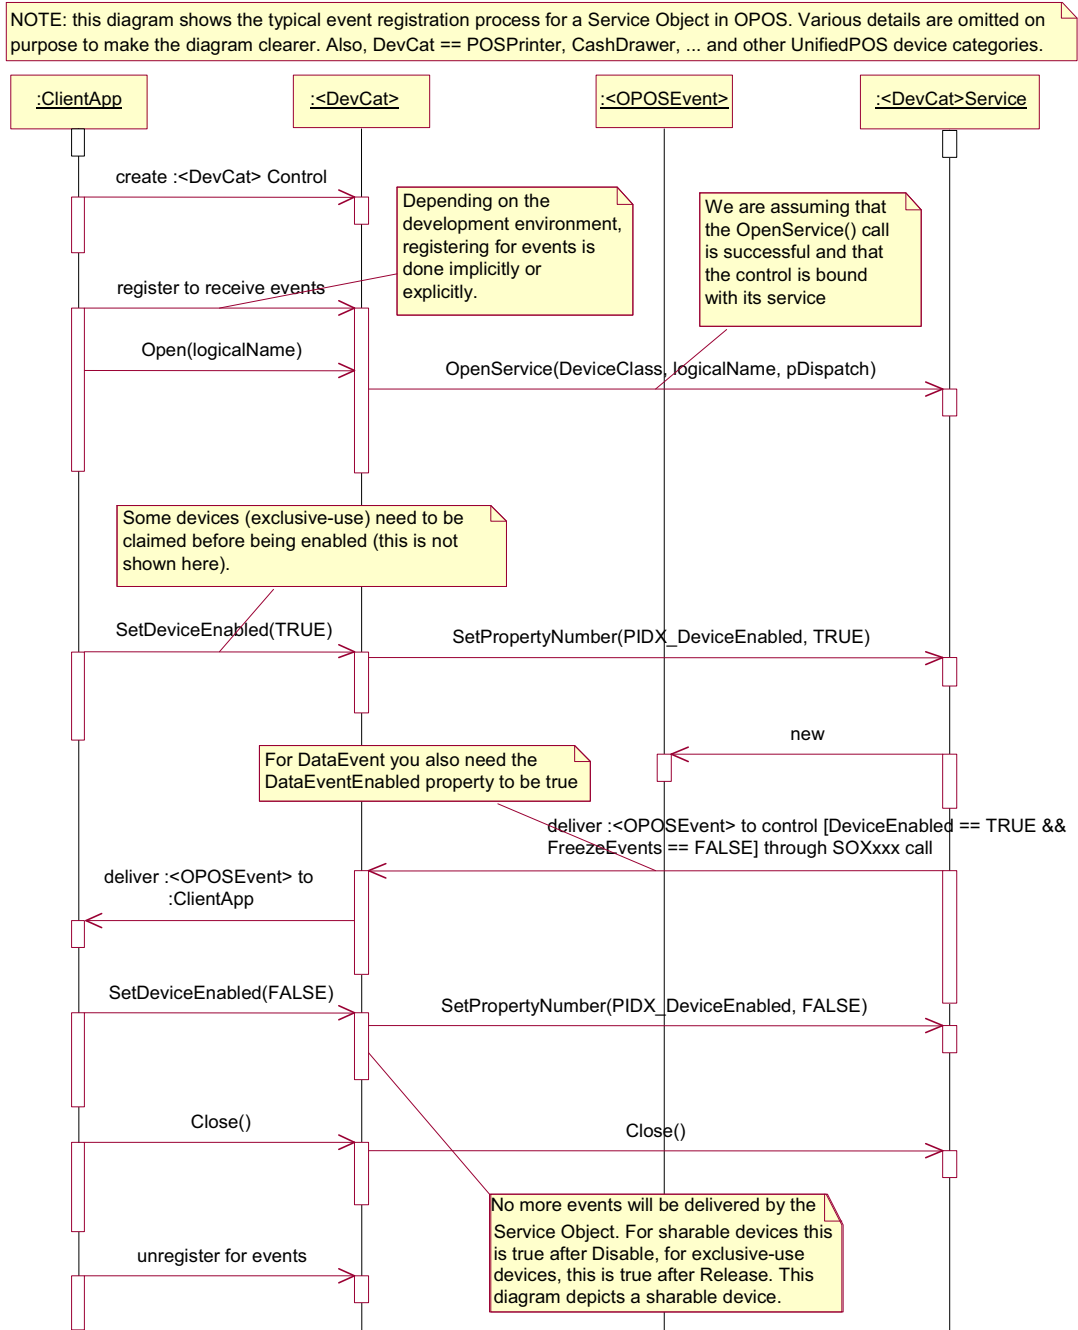 NOTE: this diagram shows the typical event registration process for a Service Object in OPOS. Various details are omitted on
purpose to make the diagram clearer. Also, DevCat == POSPrinter, CashDrawer, ... and other UnifiedPOS device categories.
:ClientApp
:<DevCat>
:<OPOSEvent>
:<DevCat>Service
create :<DevCat> Control
Depending on the
development environment,
registering for events is
done implicitly or
explicitly.
We are assuming that
the OpenService() call
is successful and that
the control is bound
with its service
register to receive events
Open(logicalName)
OpenService(DeviceClass, logicalName, pDispatch)
Some devices (exclusive-use) need to be
claimed before being enabled (this is not
shown here).
SetDeviceEnabled(TRUE)
SetPropertyNumber(PIDX_DeviceEnabled, TRUE)
new
For DataEvent you also need the
DataEventEnabled property to be true
deliver :<OPOSEvent> to control [DeviceEnabled == TRUE &&
FreezeEvents == FALSE] through SOXxxx call
deliver :<OPOSEvent> to
:ClientApp
SetDeviceEnabled(FALSE)
SetPropertyNumber(PIDX_DeviceEnabled, FALSE)
Close()
Close()
No more events will be delivered by the
Service Object. For sharable devices this
is true after Disable, for exclusive-use
devices, this is true after Release. This
diagram depicts a sharable device.
unregister for events